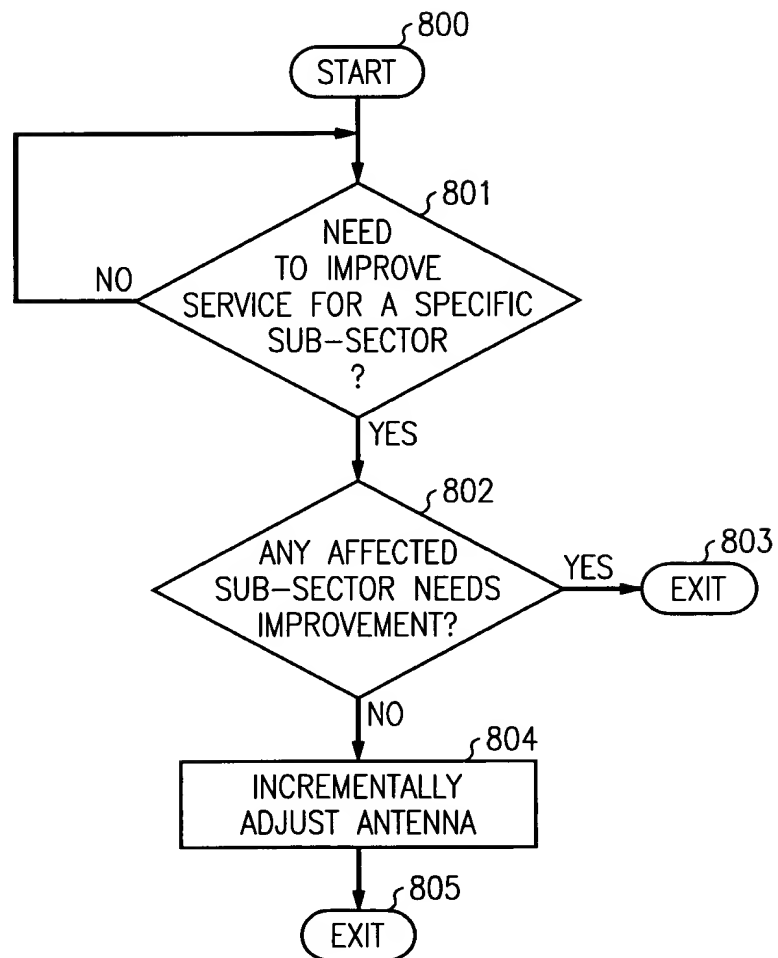 800
START
801
NEED
TO IMPROVE
SERVICE FOR A SPECIFIC
SUB-SECTOR
?
NO
YES
802
ANY AFFECTED
SUB-SECTOR NEEDS
IMPROVEMENT?
YES
803
EXIT
NO
804
INCREMENTALLY
ADJUST ANTENNA
805
EXIT